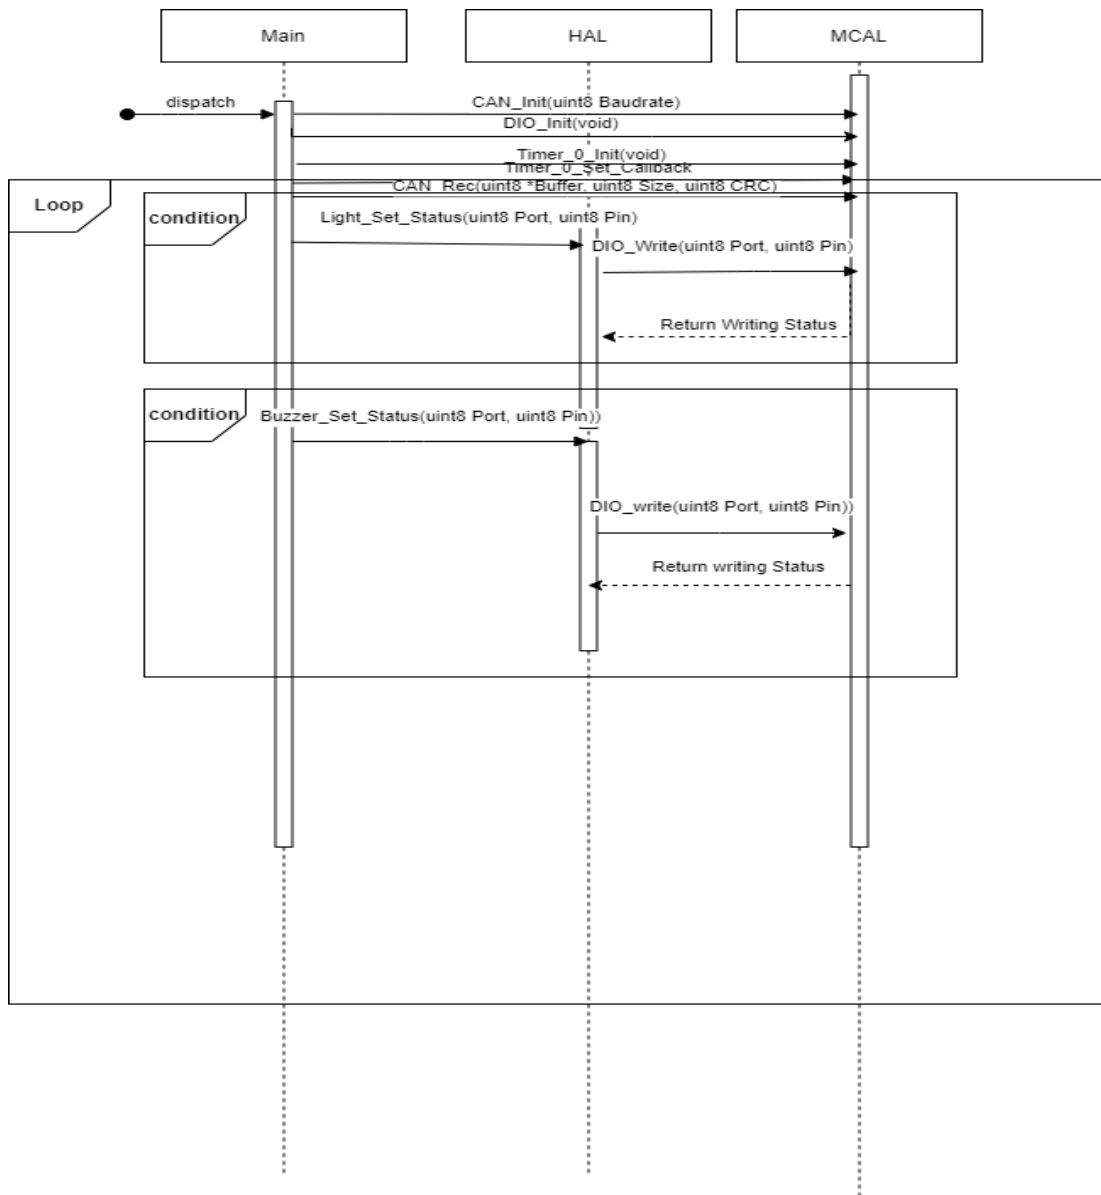 Main
HAL
MCAL
dispatch
CAN_Init(uint8 Baudrate)
DIO_Init(void)
Timer_0_Init(void)
Timer_0_Set_Callback
CAN_Rec(uint8 *Buffer, uint8 Size, uint8 CRC)
Loop
condition
Light_Set_Status(uint8 Port, uint8 Pin)
DIO_Write(uint8 Port, uint8 Pin)
Return Writing Status
condition
Buzzer_Set_Status(uint8 Port, uint8 Pin))
DIO_write(uint8 Port, uint8 Pin))
Return writing Status